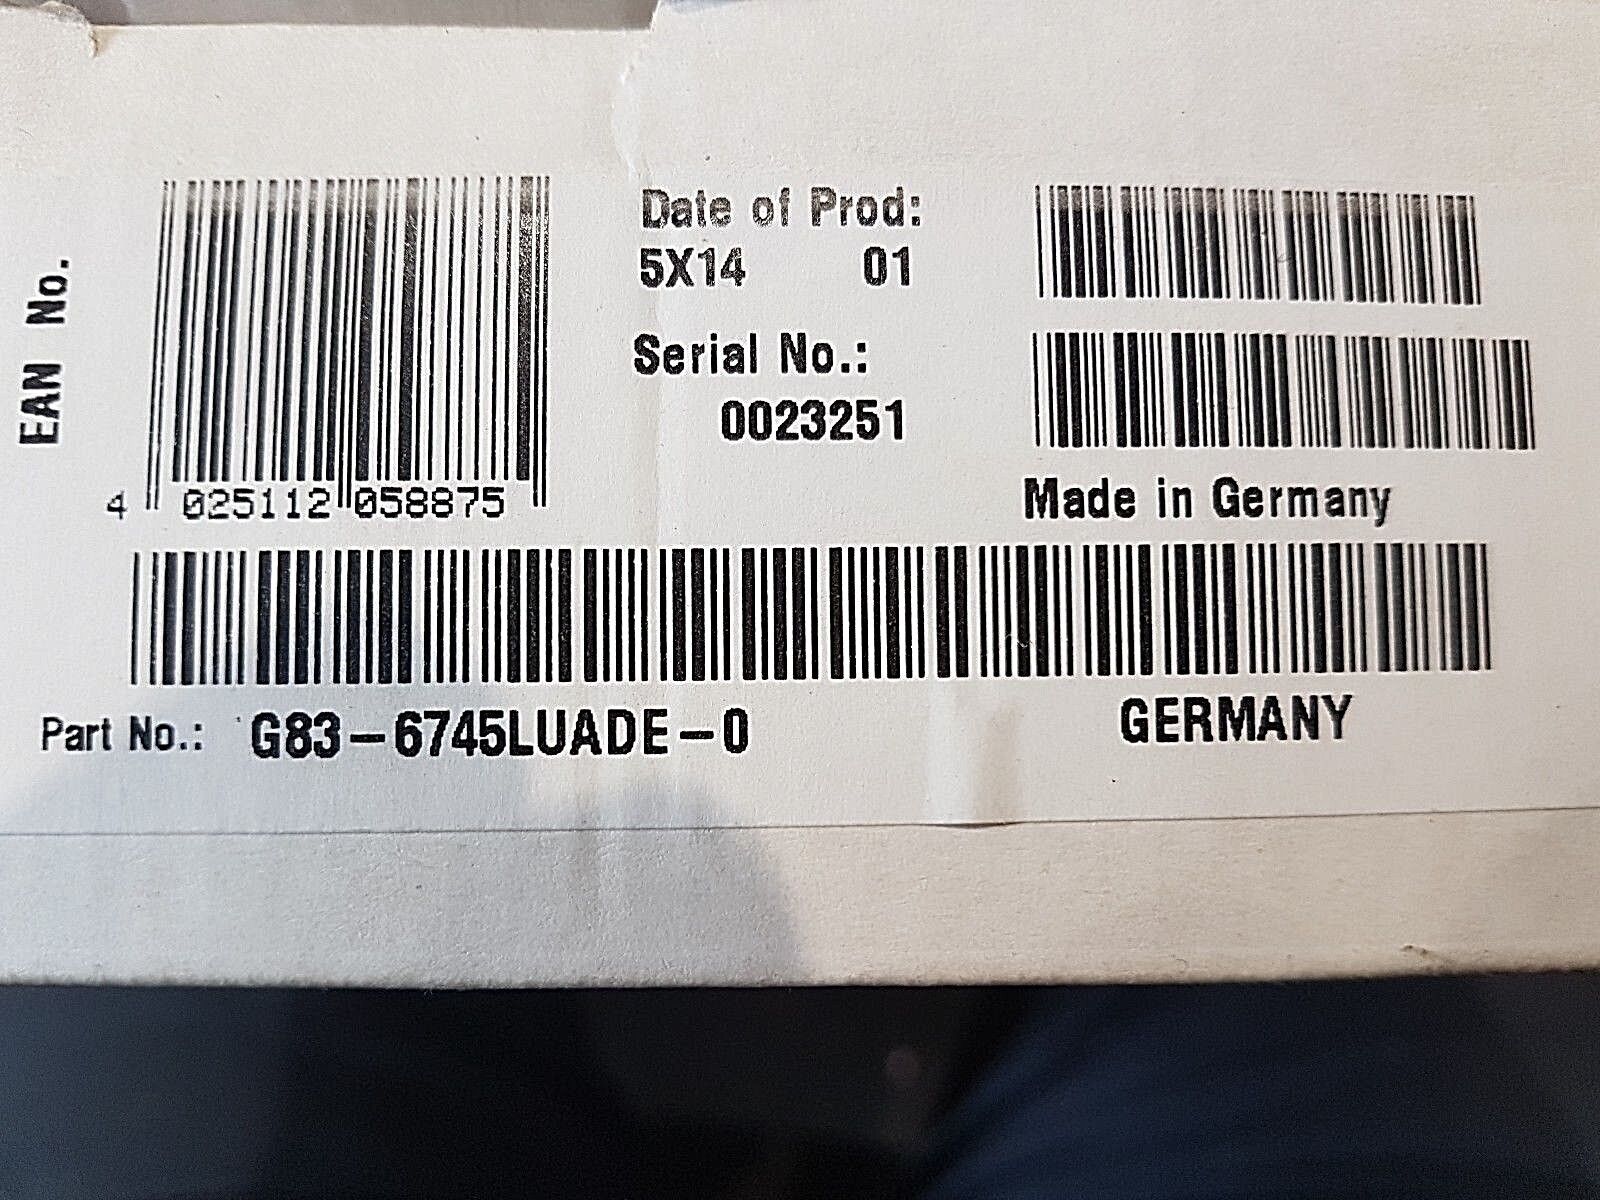 EAN No.
4 025112 058875
Date of Prod:
5X14 01
Serial No.:
0023251
Made in Germany
Part No.: G83-6745LUADE-0
GERMANY